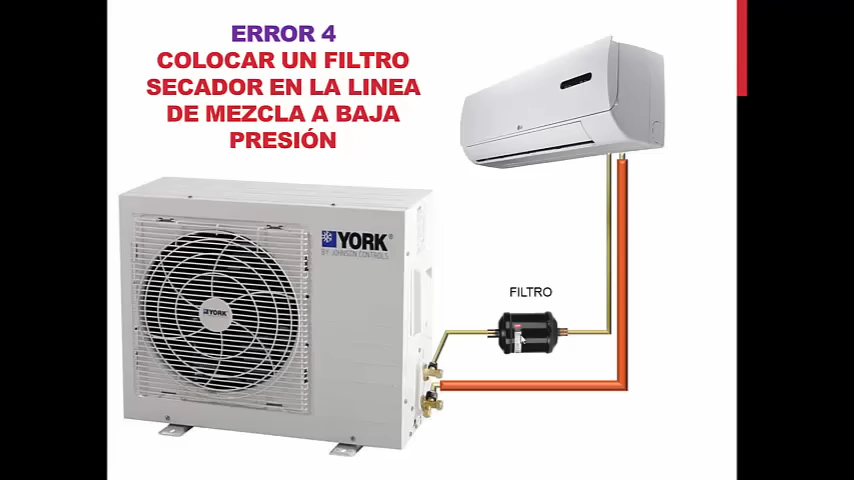 ERROR 4
COLOCAR UN FILTRO
SECADOR EN LA LINEA
DE MEZCLA A BAJA
PRESIÓN
YORK®
BY JOHNSON CONTROLS
YORK
FILTRO